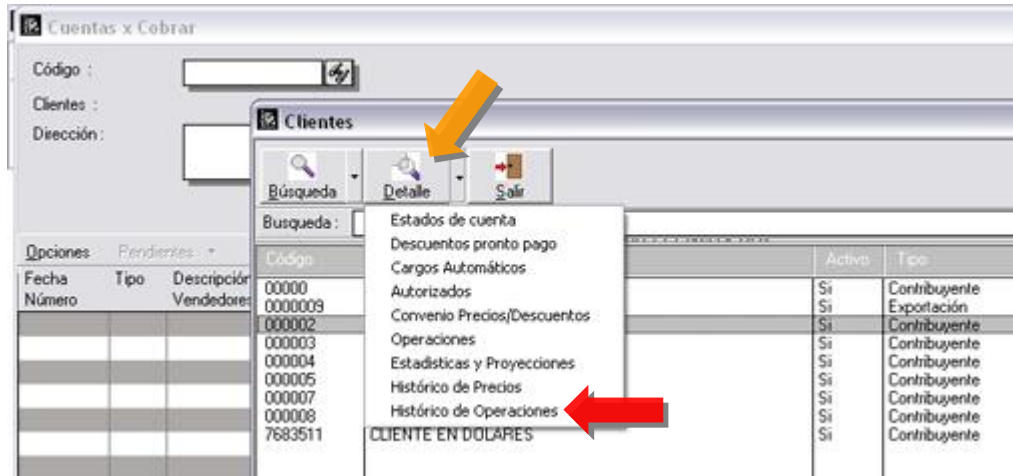 Cuentas x Cobrar
Código :
Clientes :
Dirección :
Clientes
Búsqueda Detalle Salir
Busqueda :
Estados de cuenta
Descuentos pronto pago
Cargos Automáticos
Autorizados
Convenio Precios/Descuentos
Operaciones
Estadisticas y Proyecciones
Histórico de Precios
Histórico de Operaciones
Opciones Pendientes
Fecha Tipo Descripción
Número Vendedores
Código Activo Tipo
00000 Si Contribuyente
0000009 Si Exportación
000002 Si Contribuyente
000003 Si Contribuyente
000004 Si Contribuyente
000005 Si Contribuyente
000007 Si Contribuyente
000008 Si Contribuyente
7683511 CLIENTE EN DOLARES Si Contribuyente